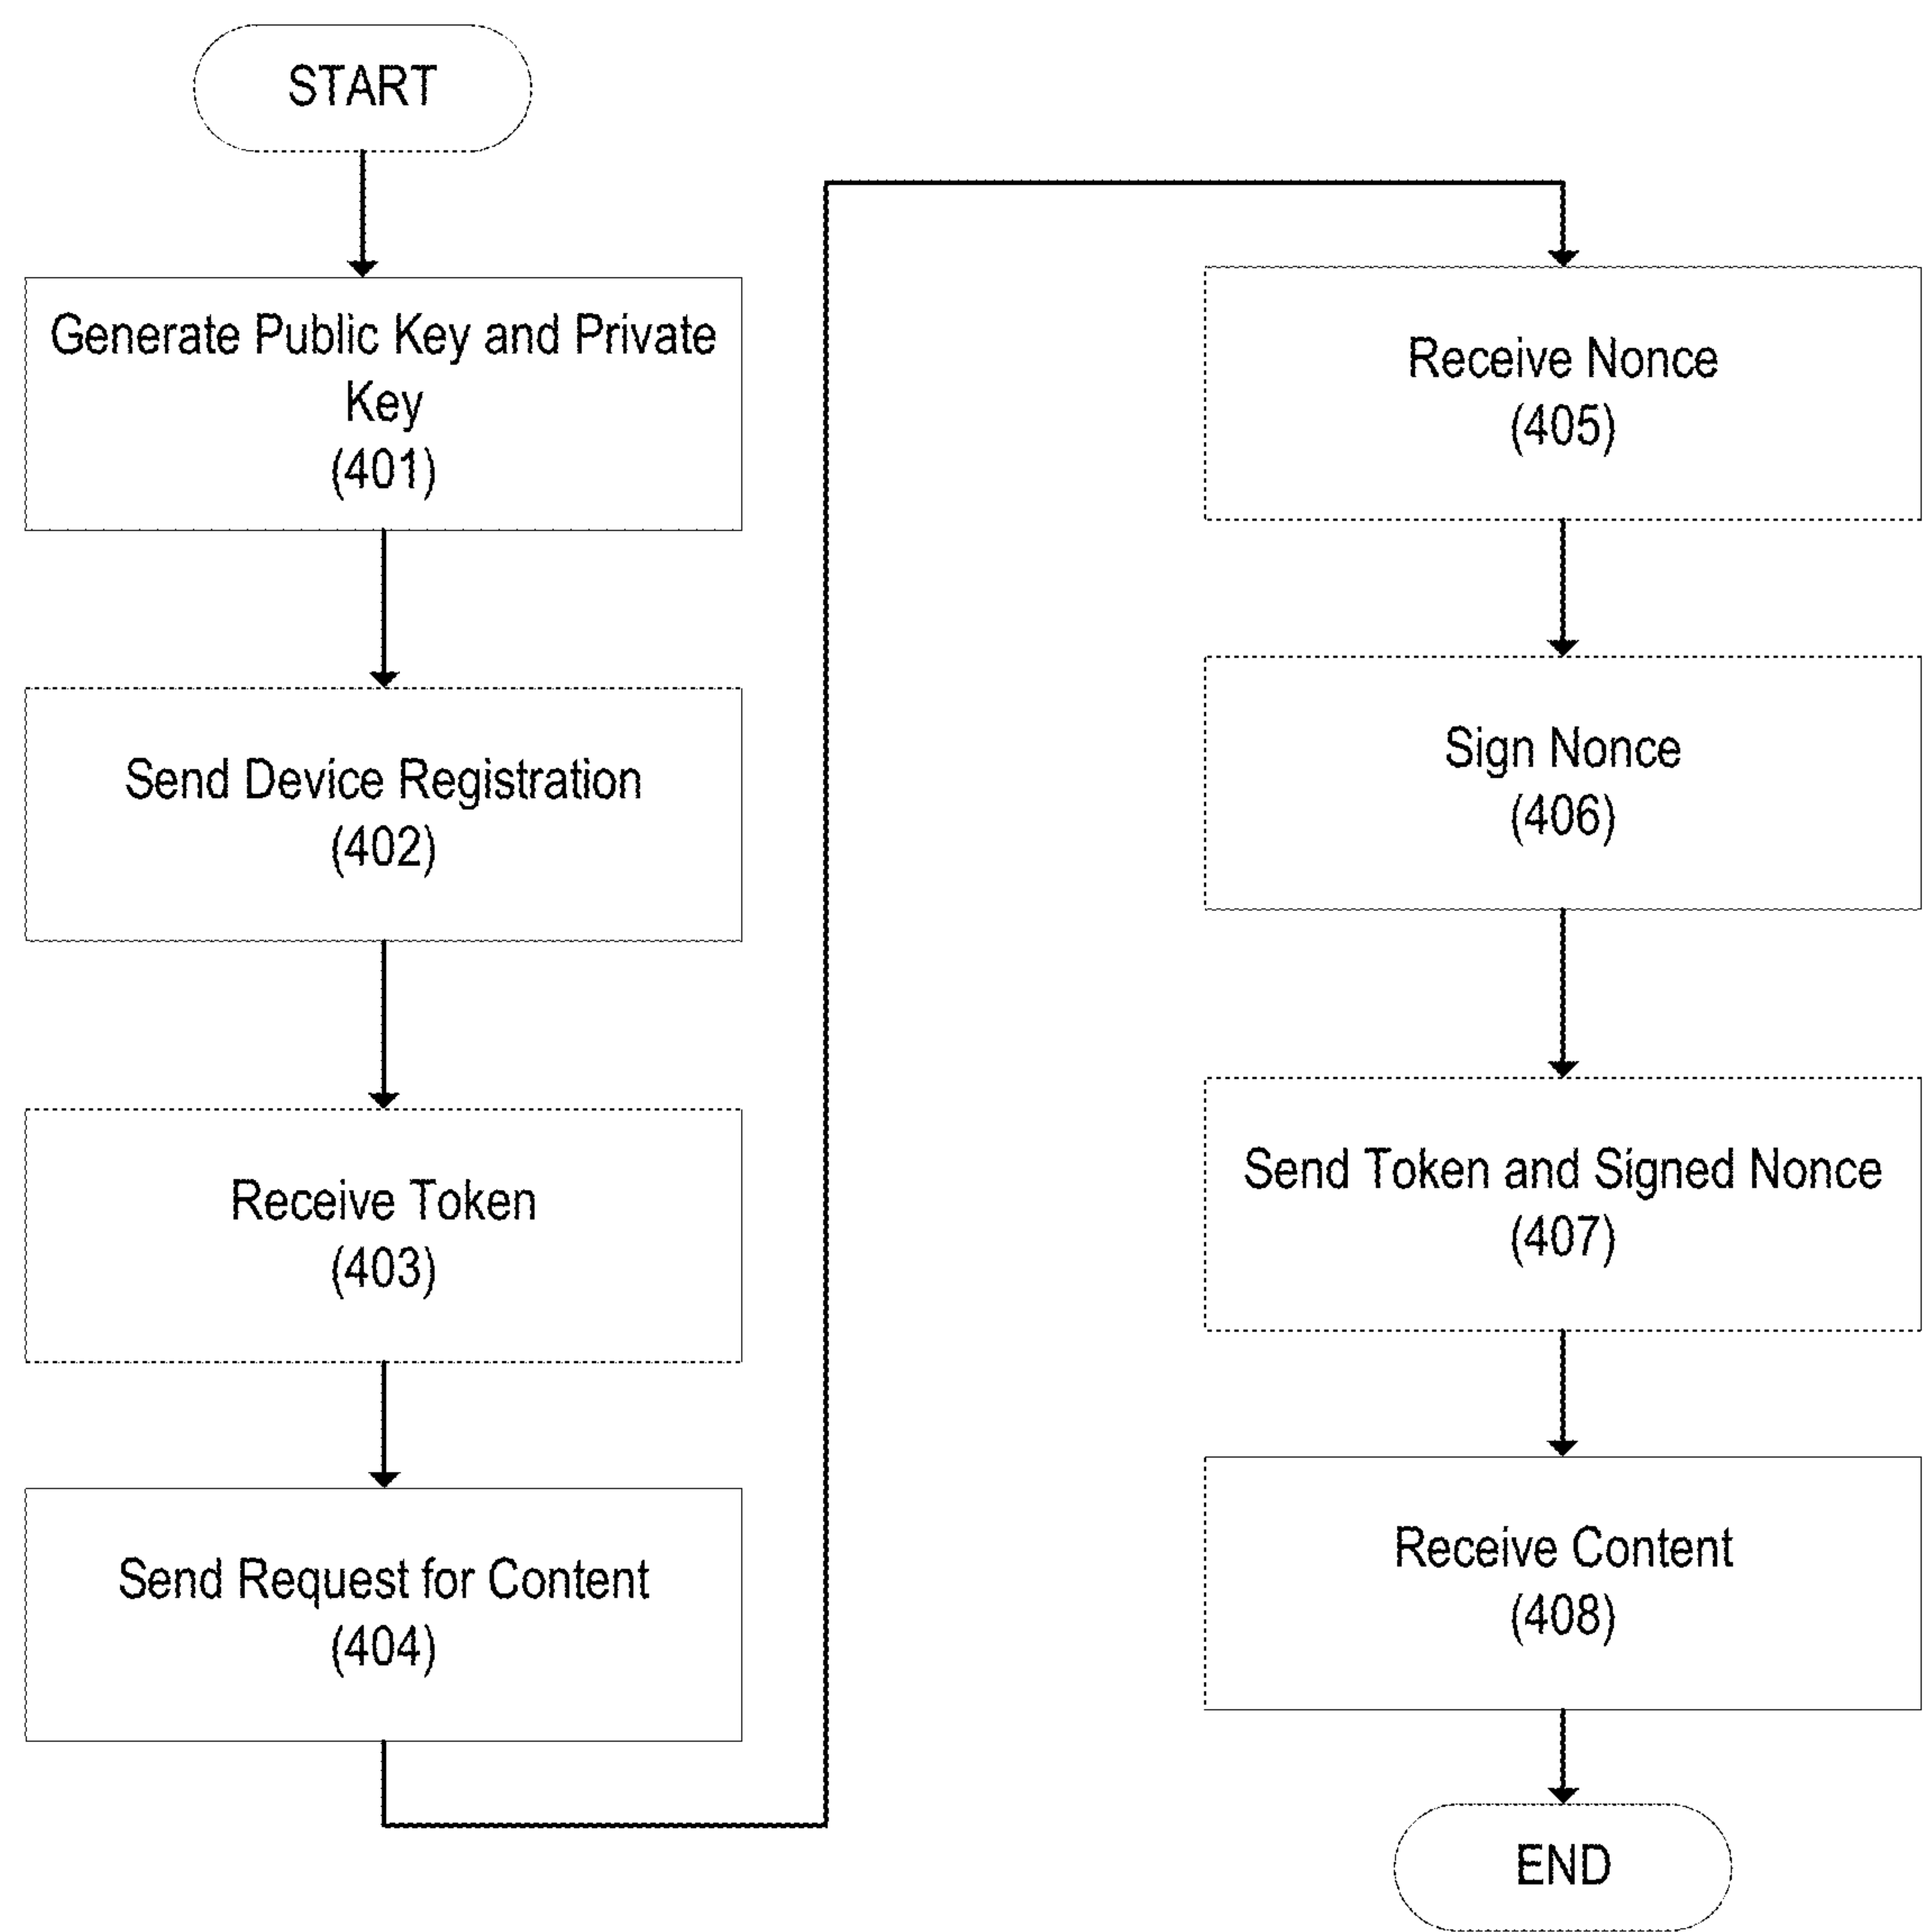 START
Generate Public Key and Private
Key
(401)
Send Device Registration
(402)
Receive Token
(403)
Send Request for Content
(404)
Receive Nonce
(405)
Sign Nonce
(406)
Send Token and Signed Nonce
(407)
Receive Content
(408)
END